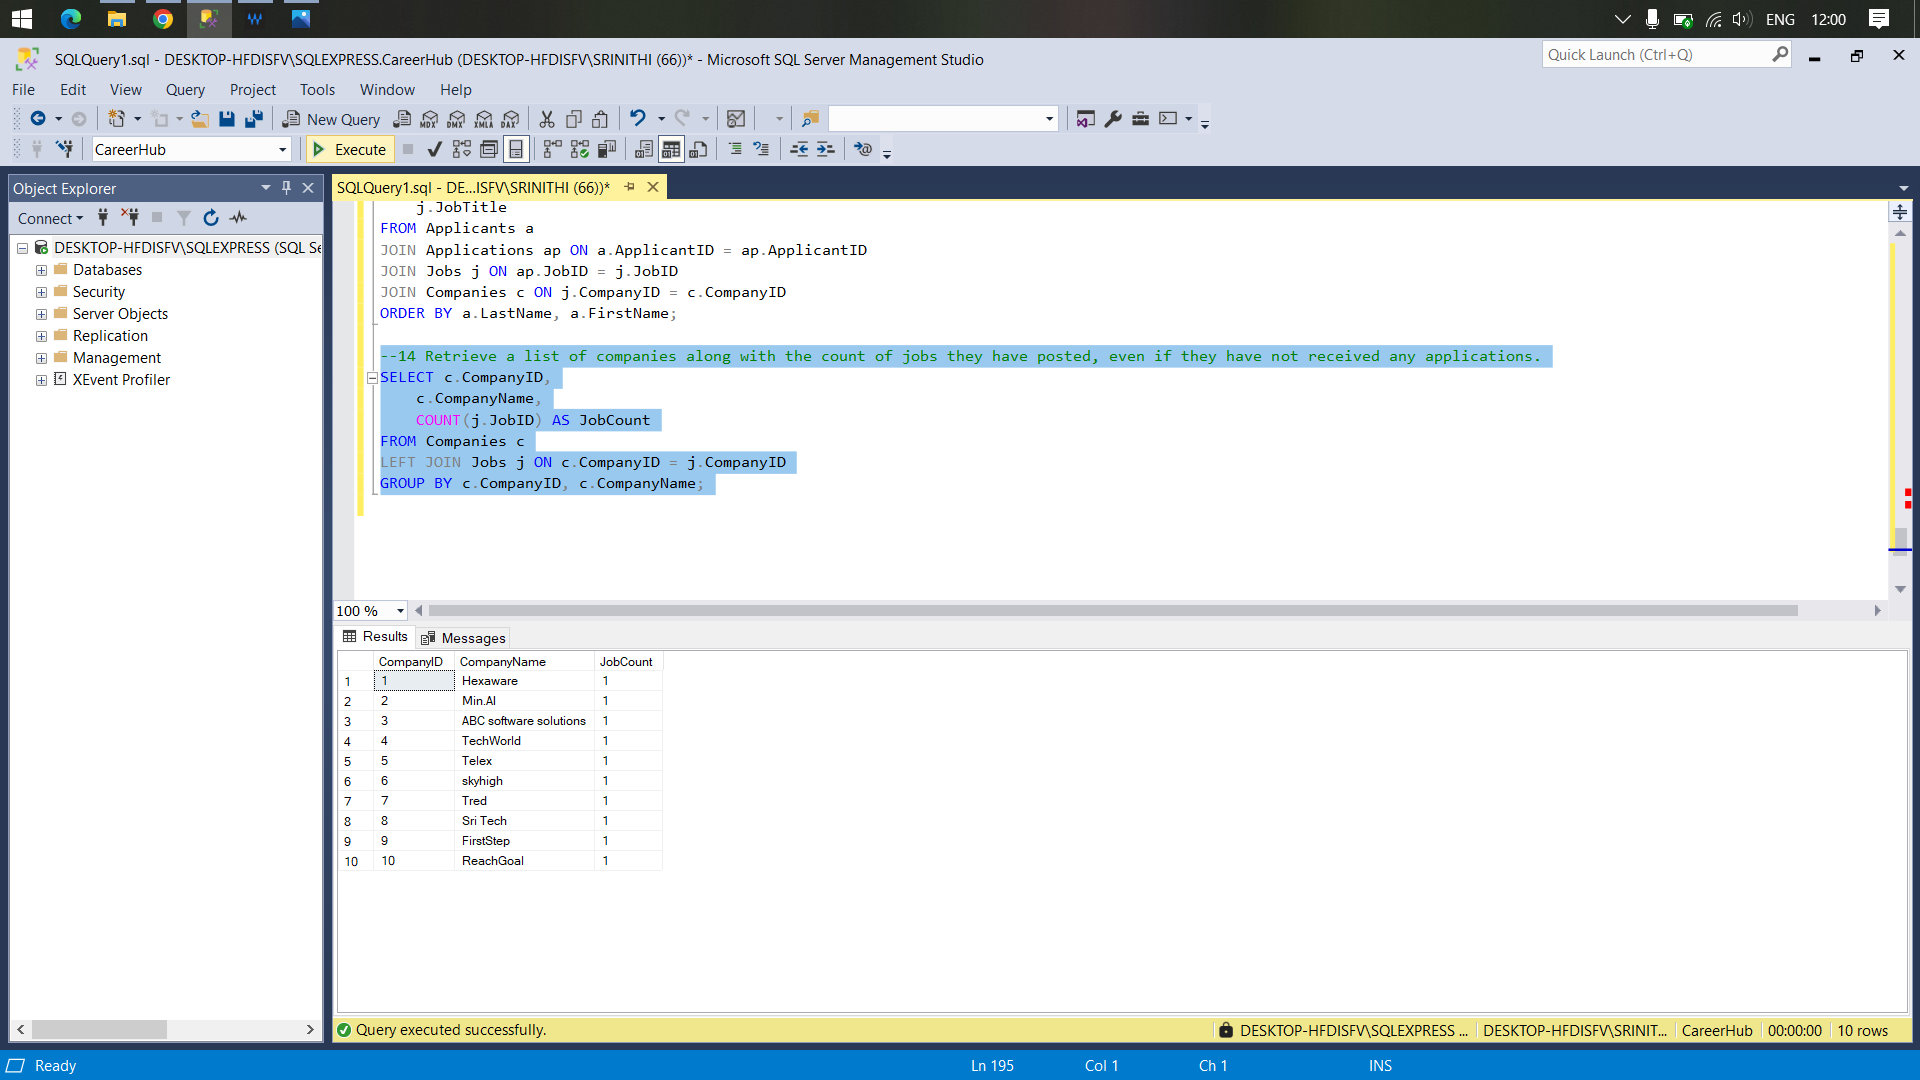 ENG 12:00
SQLQuery1.sql - DESKTOP-HFDISFV\SQLEXPRESS.CareerHub (DESKTOP-HFDISFV\SRINITHI (66))* - Microsoft SQL Server Management Studio
Quick Launch (Ctrl+Q)
File Edit View Query Project Tools Window Help
New Query MDX DMX XMLA DAX
CareerHub Execute
Object Explorer
Connect
DESKTOP-HFDISFV\SQLEXPRESS (SQL Se
Databases
Security
Server Objects
Replication
Management
XEvent Profiler
SQLQuery1.sql - DE...ISFV\SRINITHI (66))*
j.JobTitle
FROM Applicants a
JOIN Applications ap ON a.ApplicantID = ap.ApplicantID
JOIN Jobs j ON ap.JobID = j.JobID
JOIN Companies c ON j.CompanyID = c.CompanyID
ORDER BY a.LastName, a.FirstName;
--14 Retrieve a list of companies along with the count of jobs they have posted, even if they have not received any applications.
SELECT c.CompanyID,
c.CompanyName,
COUNT(j.JobID) AS JobCount
FROM Companies c
LEFT JOIN Jobs j ON c.CompanyID = j.CompanyID
GROUP BY c.CompanyID, c.CompanyName;
100 %
Results Messages
CompanyID CompanyName JobCount
1 1 Hexaware 1
2 2 Min.AI 1
3 3 ABC software solutions 1
4 4 TechWorld 1
5 5 Telex 1
6 6 skyhigh 1
7 7 Tred 1
8 8 Sri Tech 1
9 9 FirstStep 1
10 10 ReachGoal 1
Query executed successfully. DESKTOP-HFDISFV\SQLEXPRESS ... DESKTOP-HFDISFV\SRINIT... CareerHub 00:00:00 10 rows
Ready Ln 195 Col 1 Ch 1 INS